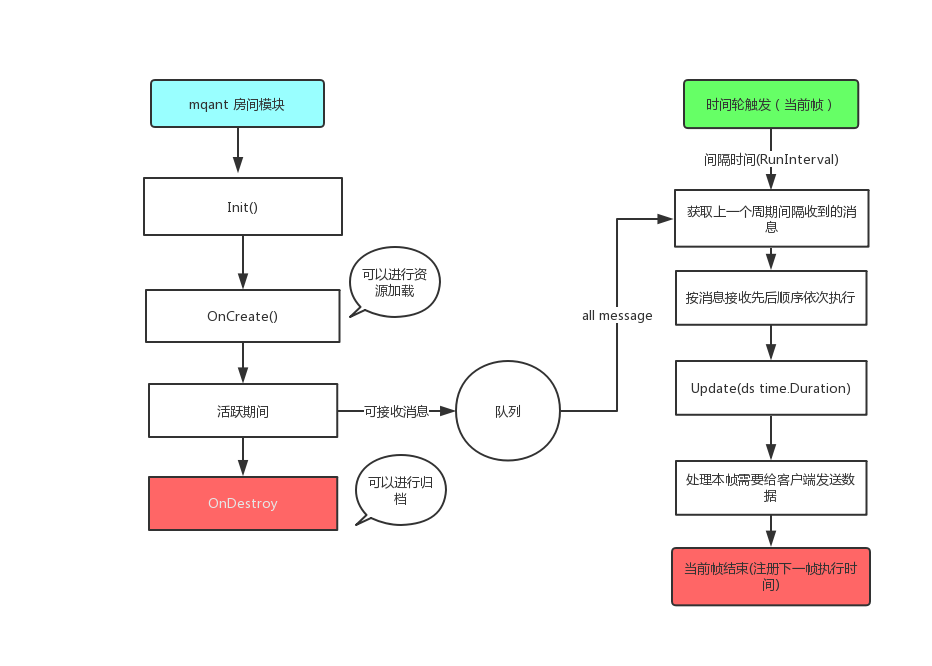 mqant 房间模块
Init()
可以进行资
源加载
OnCreate()
活跃期间
可接收消息
队列
all message
可以进行归
档
OnDestroy
时间轮触发（当前帧）
间隔时间(RunInterval)
获取上一个周期间隔收到的消
息
按消息接收先后顺序依次执行
Update(ds time.Duration)
处理本帧需要给客户端发送数
据
当前帧结束(注册下一帧执行时
间)